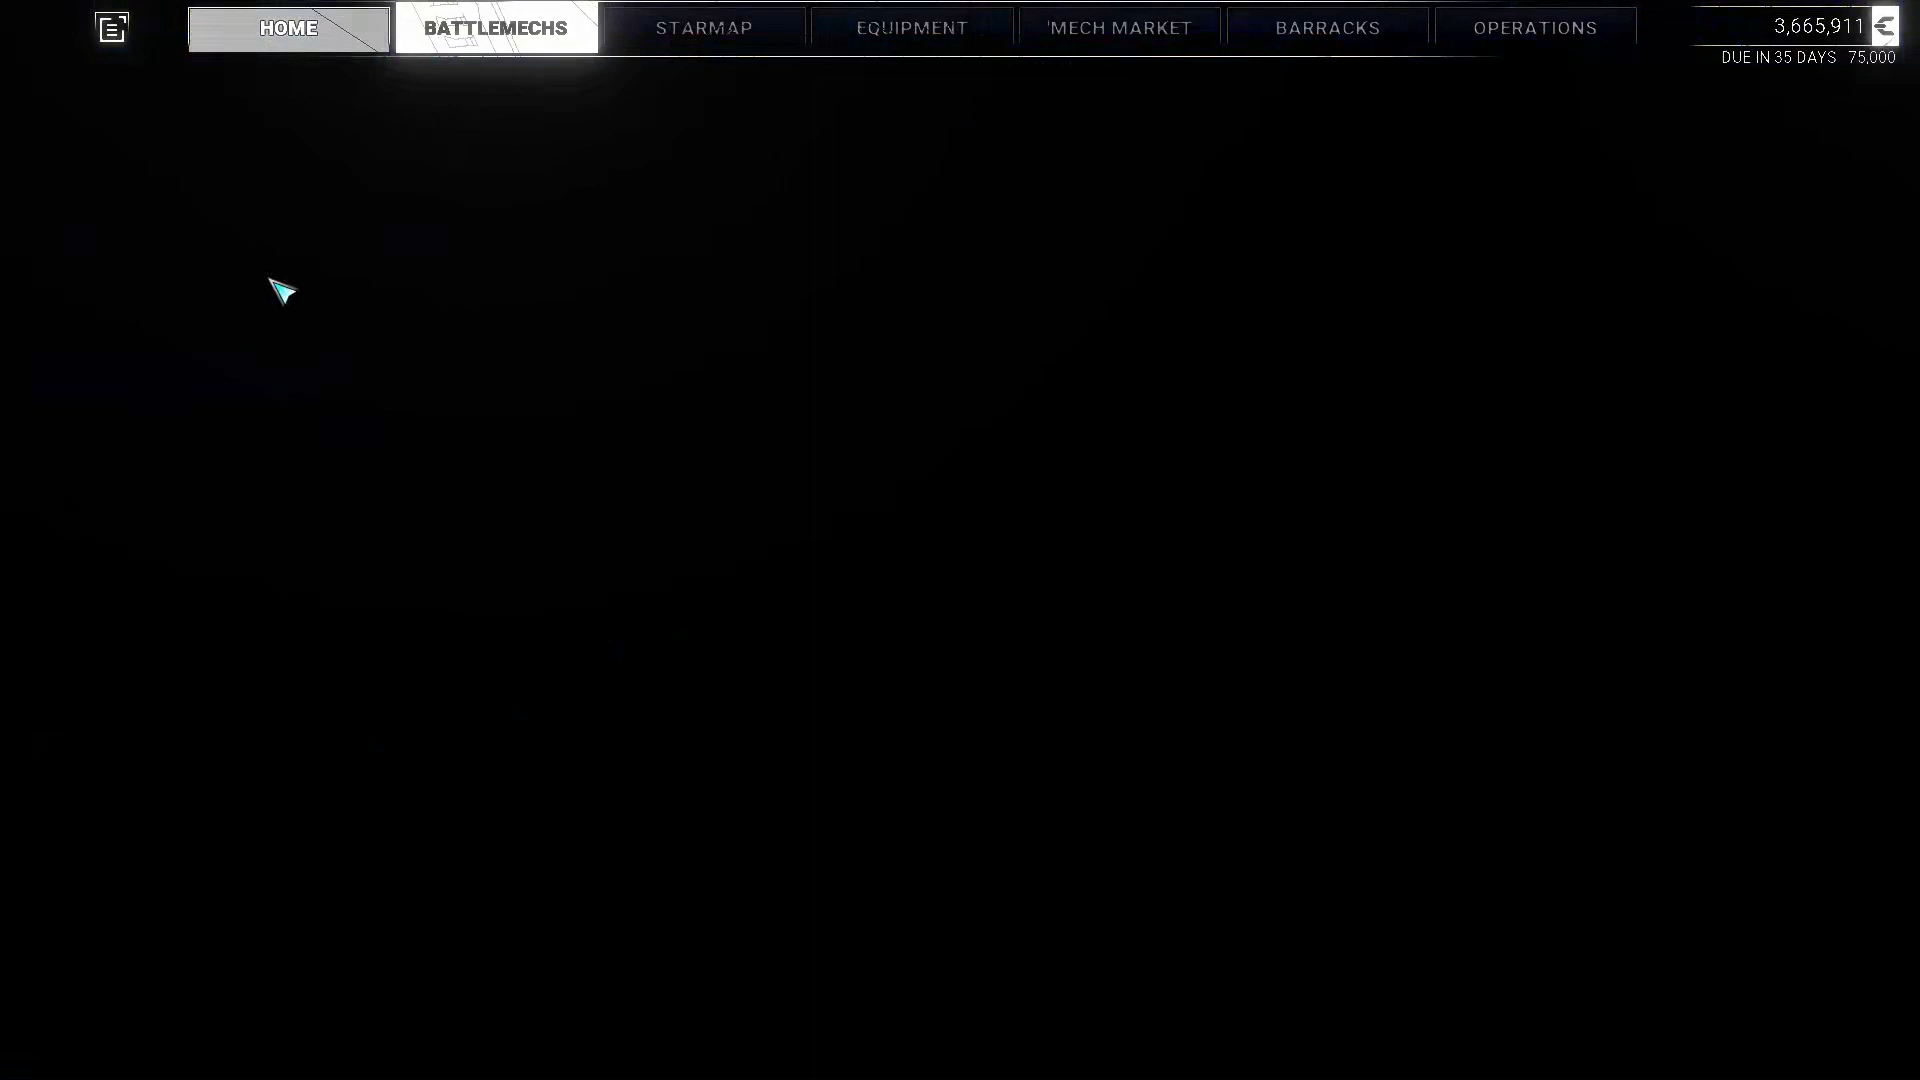 HOME
BATTLEMECHS
STARMAP
EQUIPMENT
'MECH MARKET
BARRACKS
OPERATIONS
3,665,911
DUE IN 35 DAYS 75,000